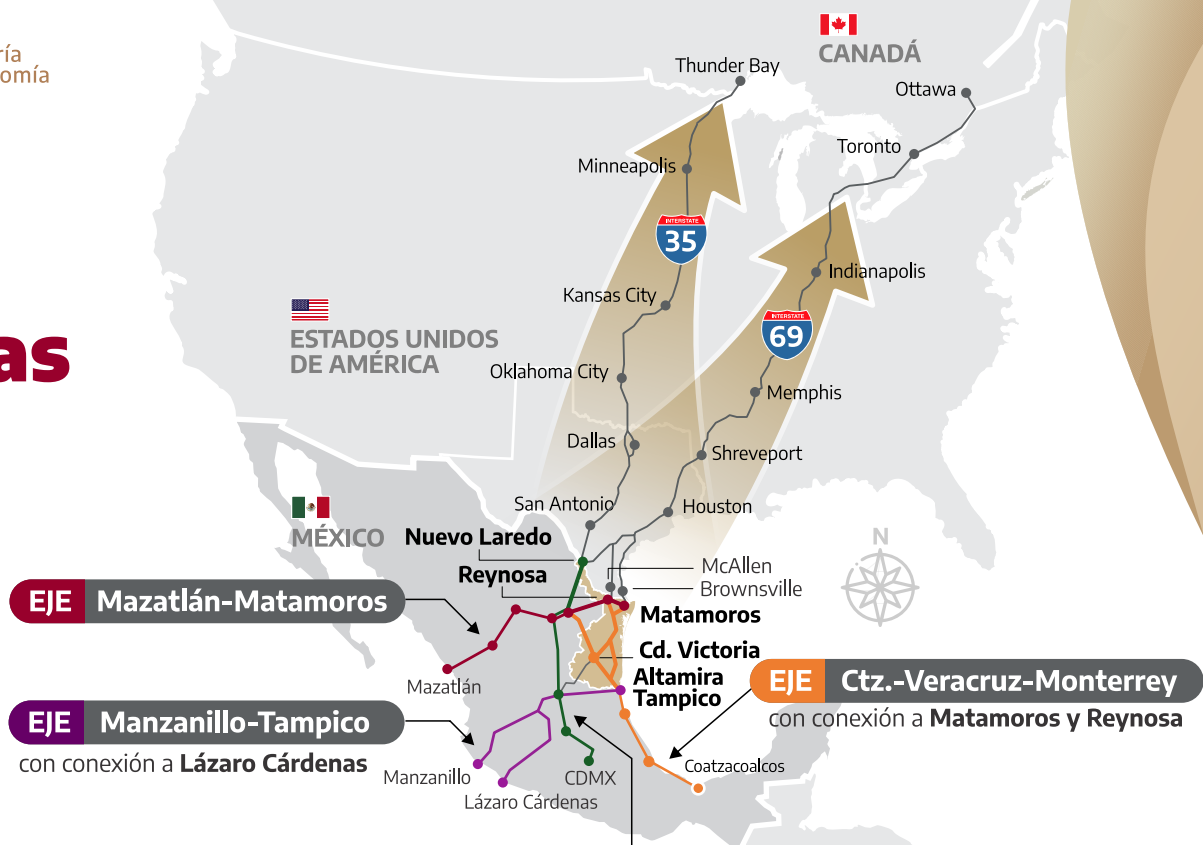 ría
omía
as
CANADÁ
Thunder Bay
Ottawa
Toronto
Minneapolis
INTERSTATE
35
Indianapolis
Kansas City
INTERSTATE
69
ESTADOS UNIDOS
DE AMÉRICA
Oklahoma City
Memphis
Dallas
Shreveport
San Antonio
Houston
MÉXICO
Nuevo Laredo
N
Reynosa
McAllen
Brownsville
EJE Mazatlán-Matamoros
Matamoros
Cd. Victoria
Mazatlán
Altamira
Tampico
EJE Ctz.-Veracruz-Monterrey
con conexión a Matamoros y Reynosa
EJE Manzanillo-Tampico
con conexión a Lázaro Cárdenas
Manzanillo
CDMX
Coatzacoalcos
Lázaro Cárdenas